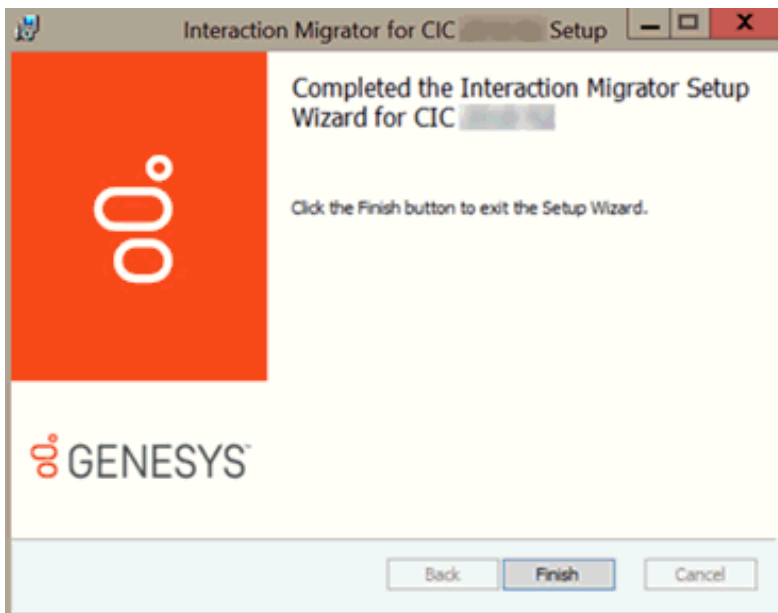 Interaction Migrator for CIC Setup
Completed the Interaction Migrator Setup
Wizard for CIC
Click the Finish button to exit the Setup Wizard.
GENESYS™
Back
Finish
Cancel